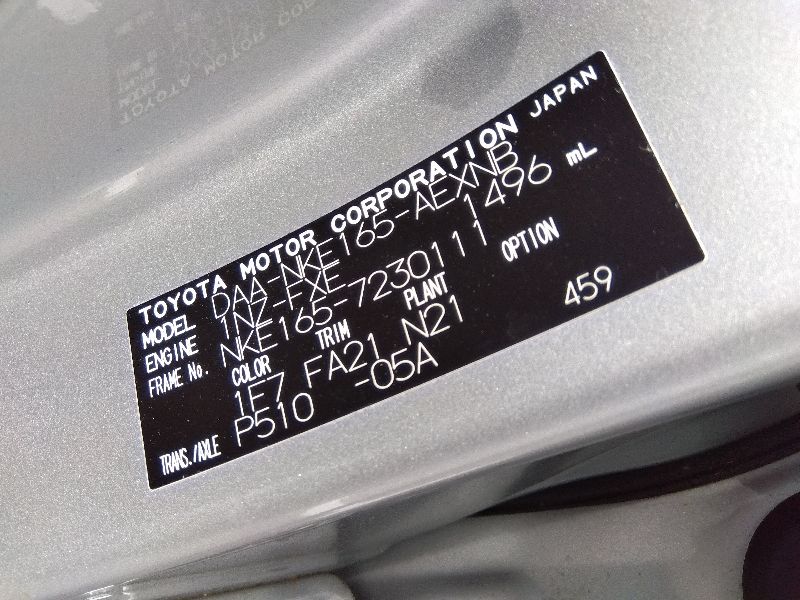 TOYOTA MOTOR CORPORATION JAPAN
MODEL DAA-NKE165-AEXNB
ENGINE 1NZ-FXE 1496 mL
FRAME No. NKE165-7230111
COLOR TRIM PLANT OPTION
1F7 FA21 N21 459
TRANS./AXLE P510 -05A